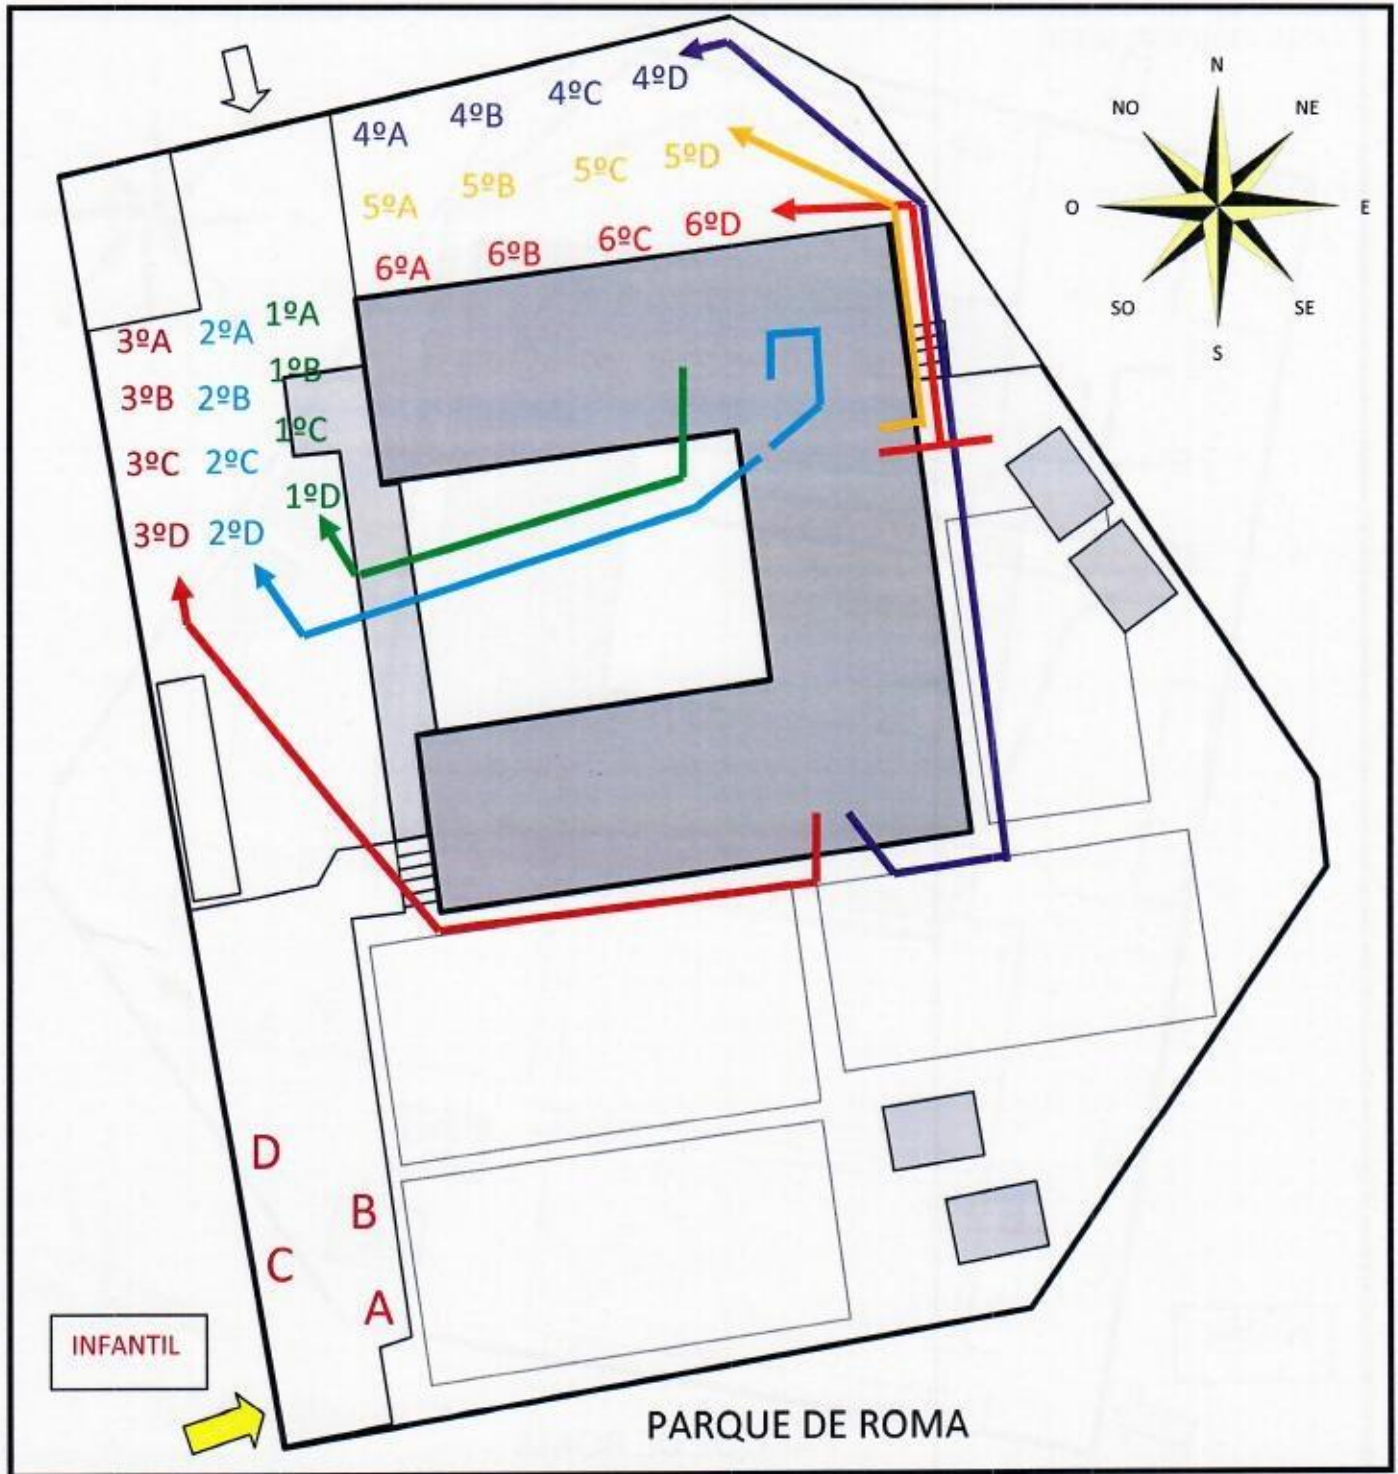 N
NO NE
O E
SO SE
S
4ºA 4ºB 4ºC 4ºD
5ºA 5ºB 5ºC 5ºD
6ºA 6ºB 6ºC 6ºD
3ºA 2ºA 1ºA
1ºB
3ºB 2ºB
1ºC
3ºC 2ºC
1ºD
3ºD 2ºD
D
B
C
A
INFANTIL
PARQUE DE ROMA